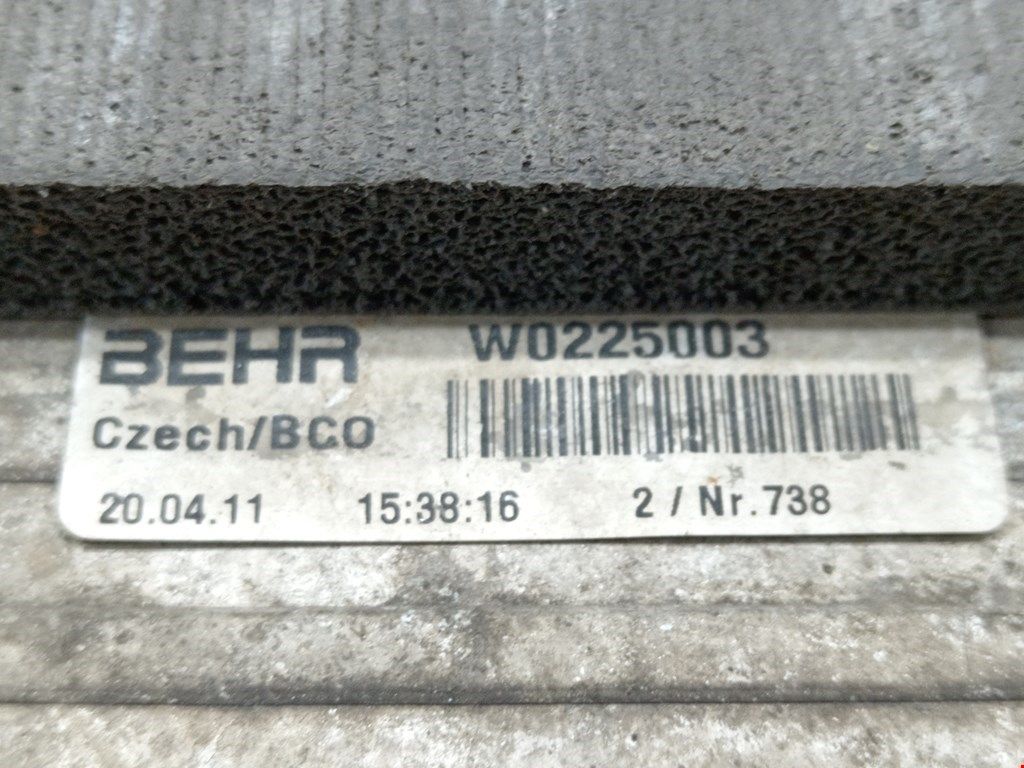 BEHR W0225003
Czech/BCO
20.04.11 15:38:16 2 / Nr.738